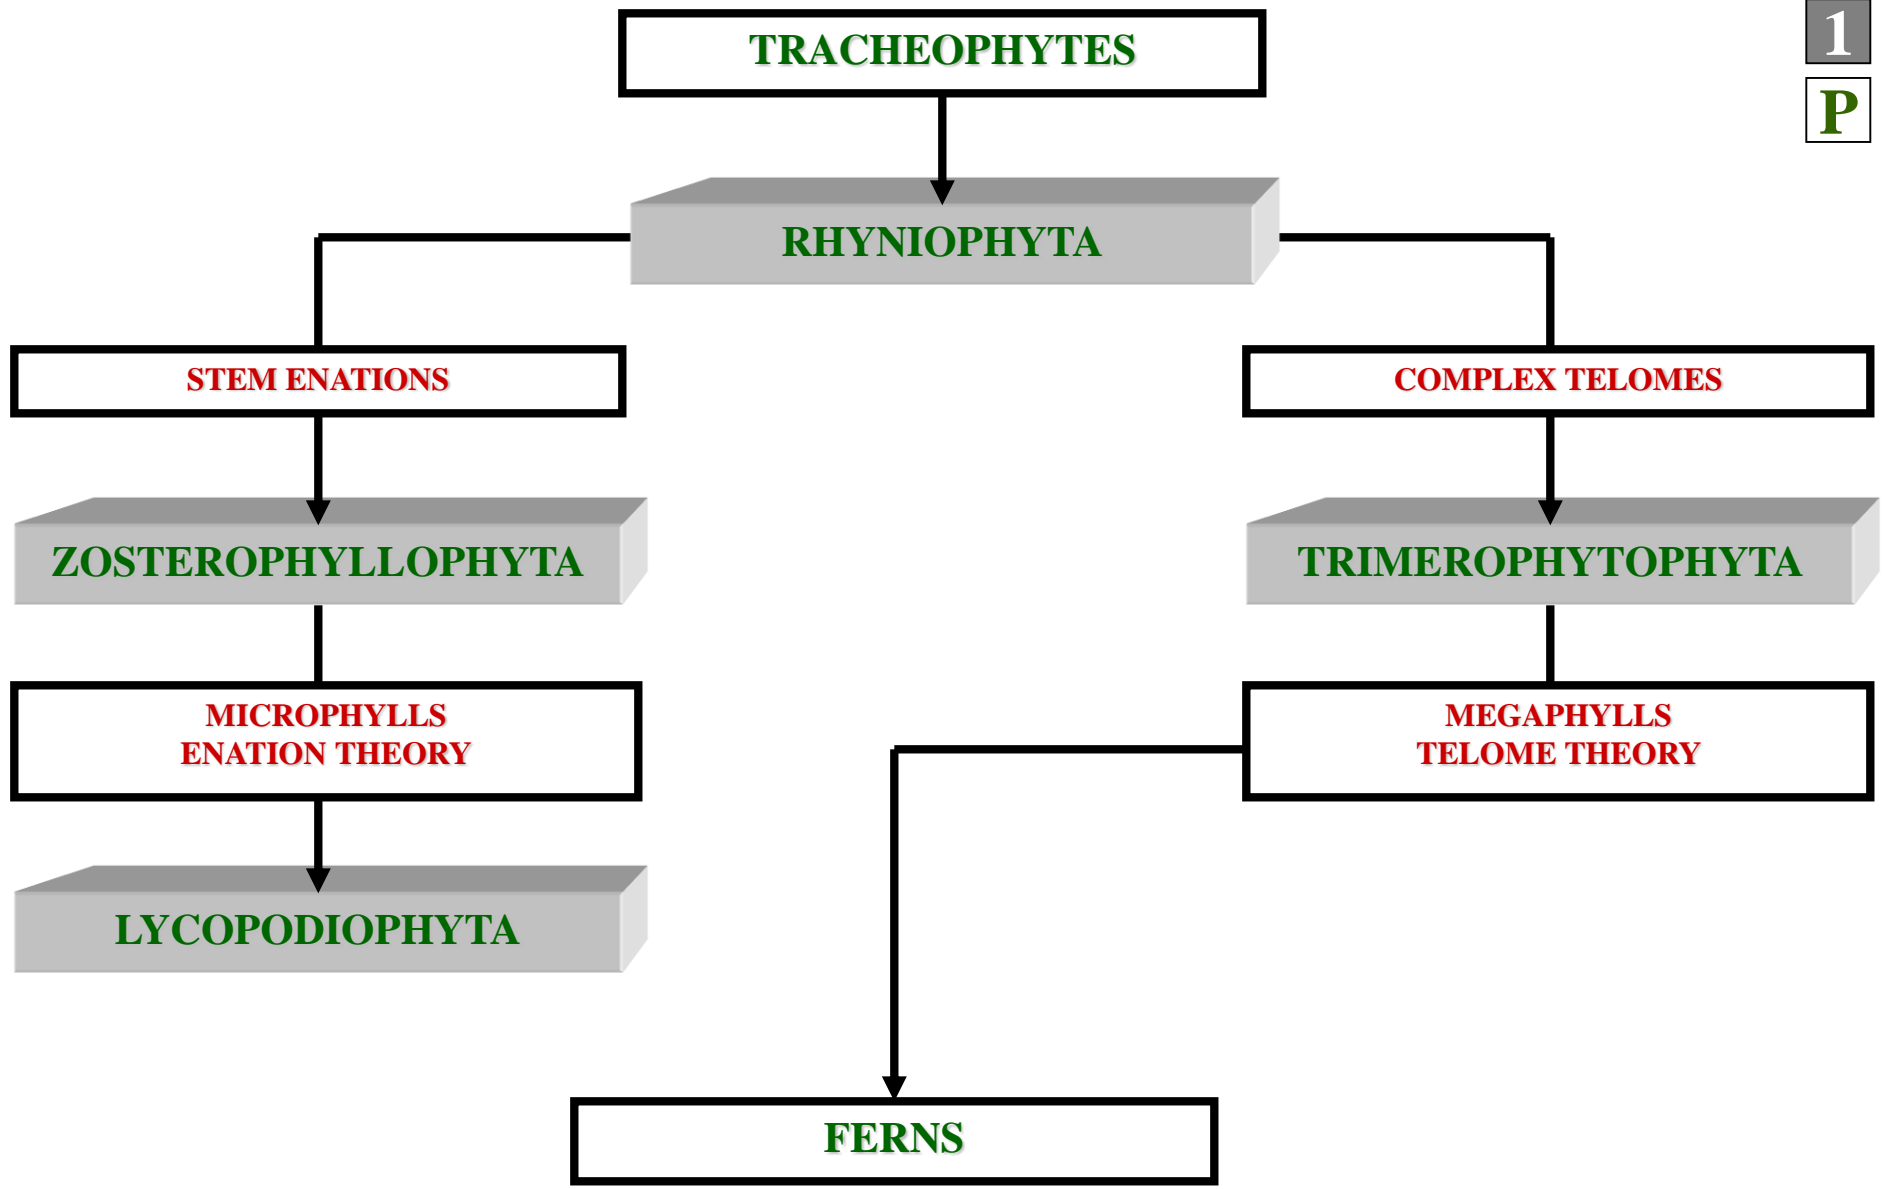 TRACHEOPHYTES
1
P
RHYNIOPHYTA
STEM ENATIONS
COMPLEX TELOMES
ZOSTEROPHYLLOPHYTA
TRIMEROPHYTOPHYTA
MICROPHYLLS
ENATION THEORY
MEGAPHYLLS
TELOME THEORY
LYCOPODIOPHYTA
FERNS